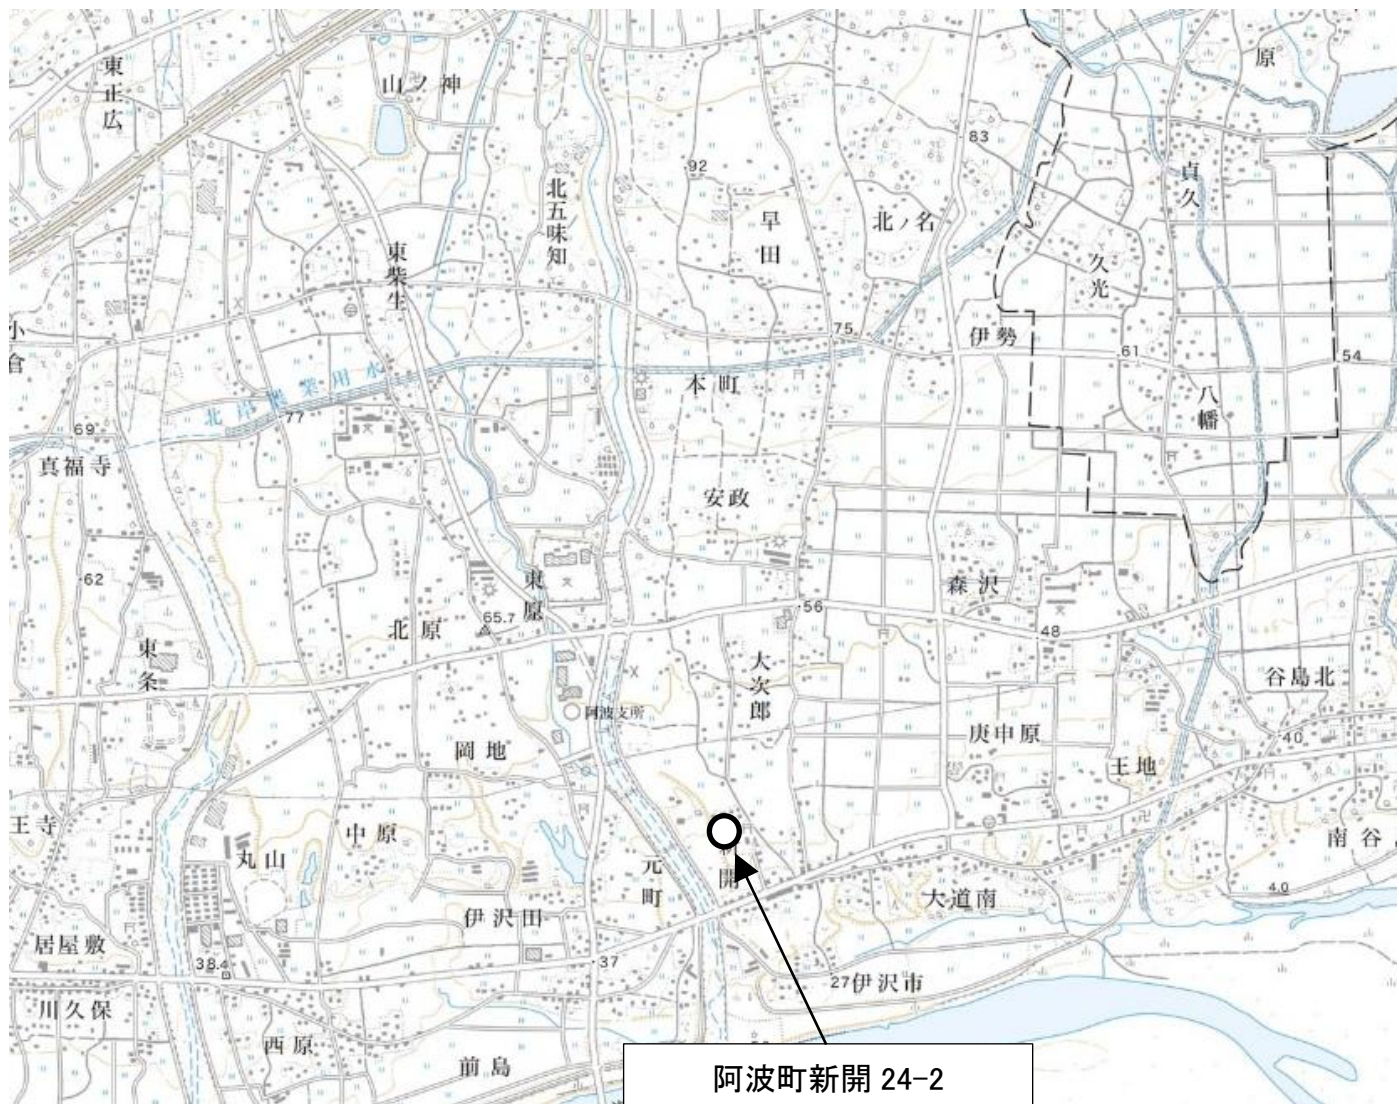 東正広
山ノ神
原
83
92
貞久
北五味知
早田
北ノ名
東柴生
久光
小倉
75
伊勢
61
54
本町
北岸農業用水
77
八幡
69
真福寺
安政
62
東原
56
森沢
65.7
北原
48
東条
大次郎
谷島北
阿波支所
岡地
庚申原
40
王地
王寺
中原
丸山
元町
開
南谷
40
大道南
伊沢田
居屋敷
38.4
37
27
伊沢市
川久保
西原
前島
阿波町新開 24-2